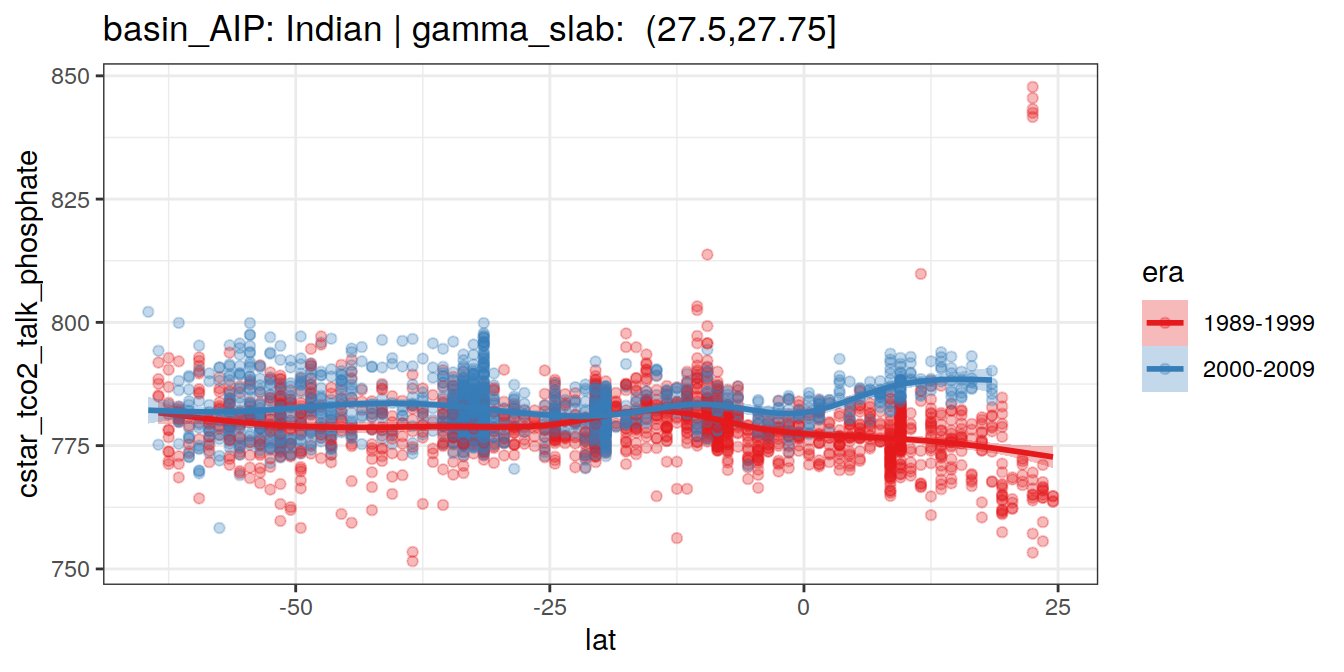 basin_AIP: Indian | gamma_slab:  (27.5,27.75]
cstar_tco2_talk_phosphate
850
825
800
775
750
-50
-25
0
25
lat
era
1989-1999
2000-2009